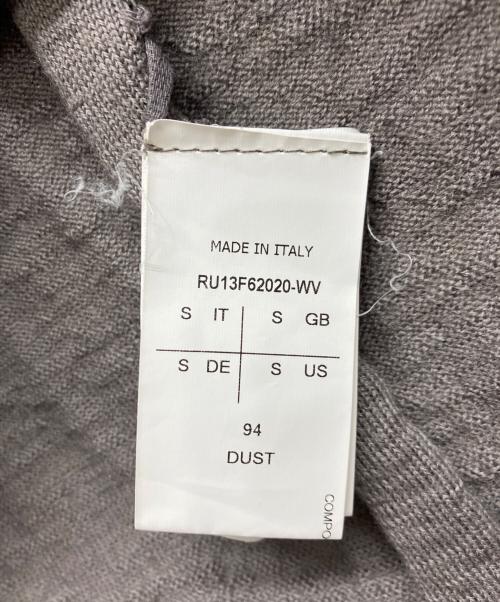 MADE IN ITALY
RU13F62020-WV
S IT S GB
S DE S US
94
DUST
COMPO